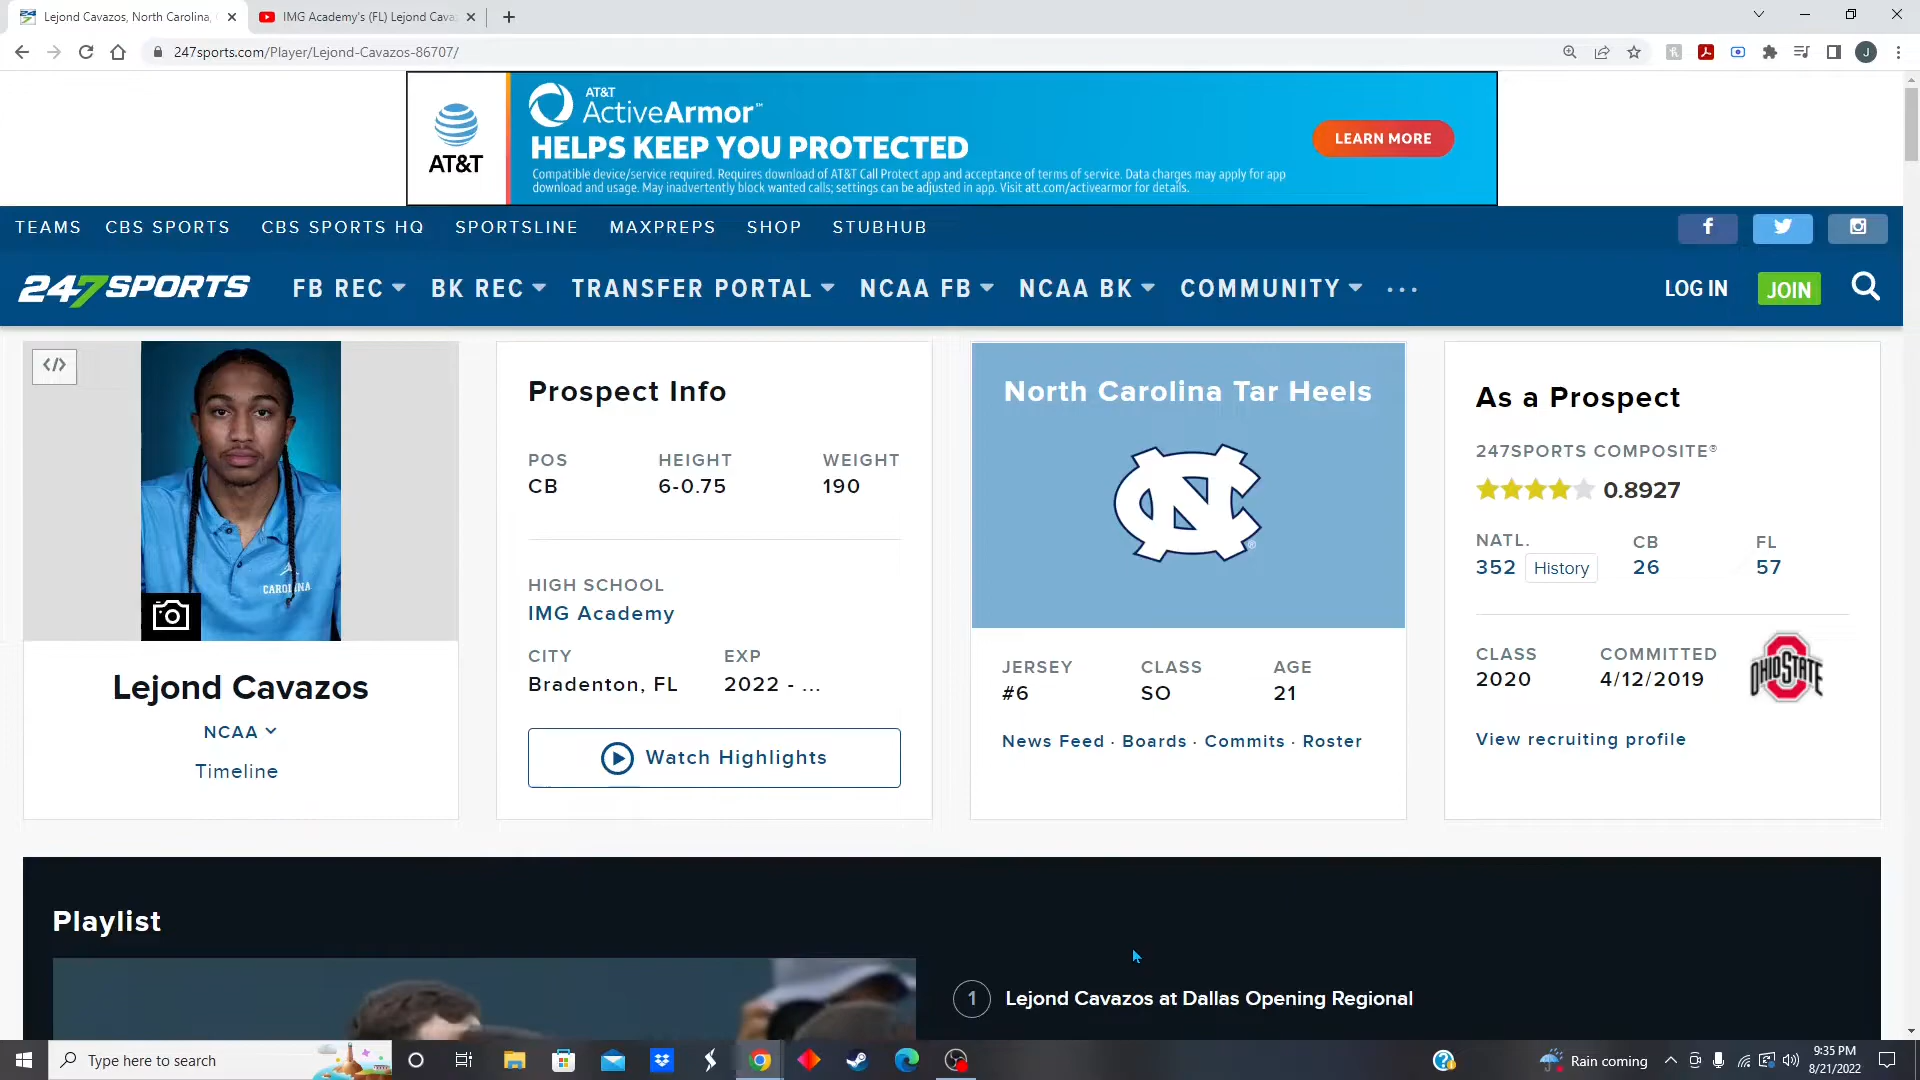 Lejond Cavazos, North Carolina,
IMG Academy's (FL) Lejond Cava
247sports.com/Player/Lejond-Cavazos-86707/
J
AT&T
AT&T
ActiveArmor™
HELPS KEEP YOU PROTECTED
Compatible device/service required. Requires download of AT&T Call Protect app and acceptance of terms of service. Data charges may apply for app
download and usage. May inadvertently block wanted calls; settings can be adjusted in app. Visit att.com/activearmor for details.
LEARN MORE
TEAMS CBS SPORTS CBS SPORTS HQ SPORTSLINE MAXPREPS SHOP STUBHUB
247SPORTS FB REC BK REC TRANSFER PORTAL NCAA FB NCAA BK COMMUNITY ... LOG IN JOIN
</>
CAROLINA
Lejond Cavazos
NCAA
Timeline
Prospect Info
POS HEIGHT WEIGHT
CB 6-0.75 190
HIGH SCHOOL
IMG Academy
CITY EXP
Bradenton, FL 2022 - ...
Watch Highlights
North Carolina Tar Heels
NC
JERSEY CLASS AGE
#6 SO 21
News Feed · Boards · Commits · Roster
As a Prospect
247SPORTS COMPOSITE®
0.8927
NATL. CB FL
352 History 26 57
CLASS COMMITTED
2020 4/12/2019
OHIO STATE
View recruiting profile
Playlist
1 Lejond Cavazos at Dallas Opening Regional
Type here to search
Rain coming
9:35 PM
8/21/2022